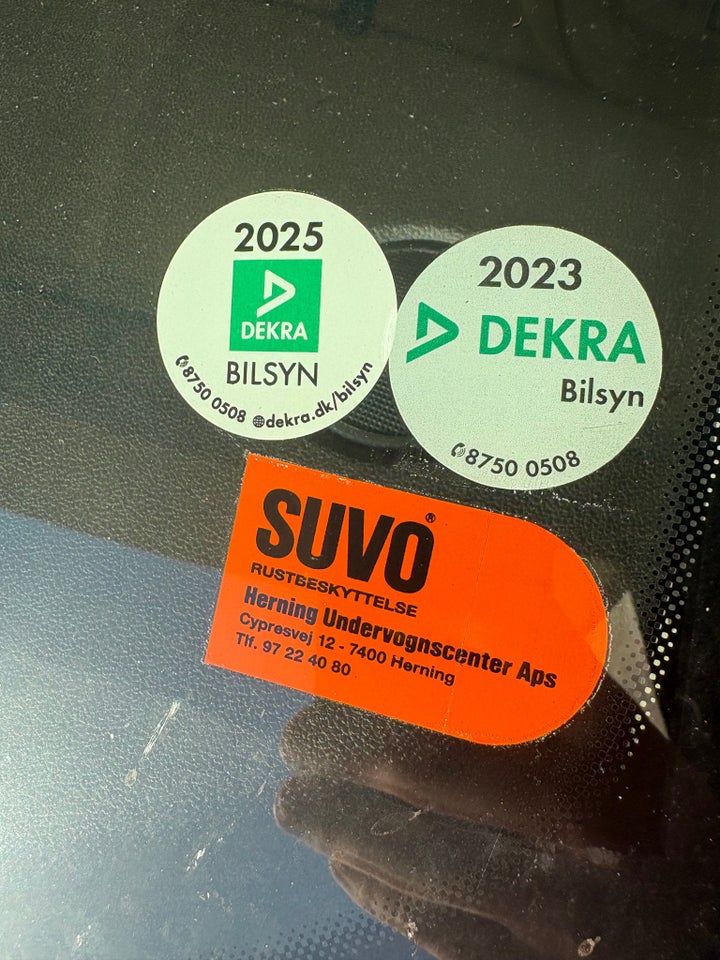 2025
DEKRA
BILSYN
✆8750 0508 🌐dekra.dk/bilsyn
2023
DEKRA
Bilsyn
✆8750 0508
SUVO®
RUSTBESKYTTELSE
Herning Undervognscenter Aps
Cypresvej 12 - 7400 Herning
Tlf. 97 22 40 80